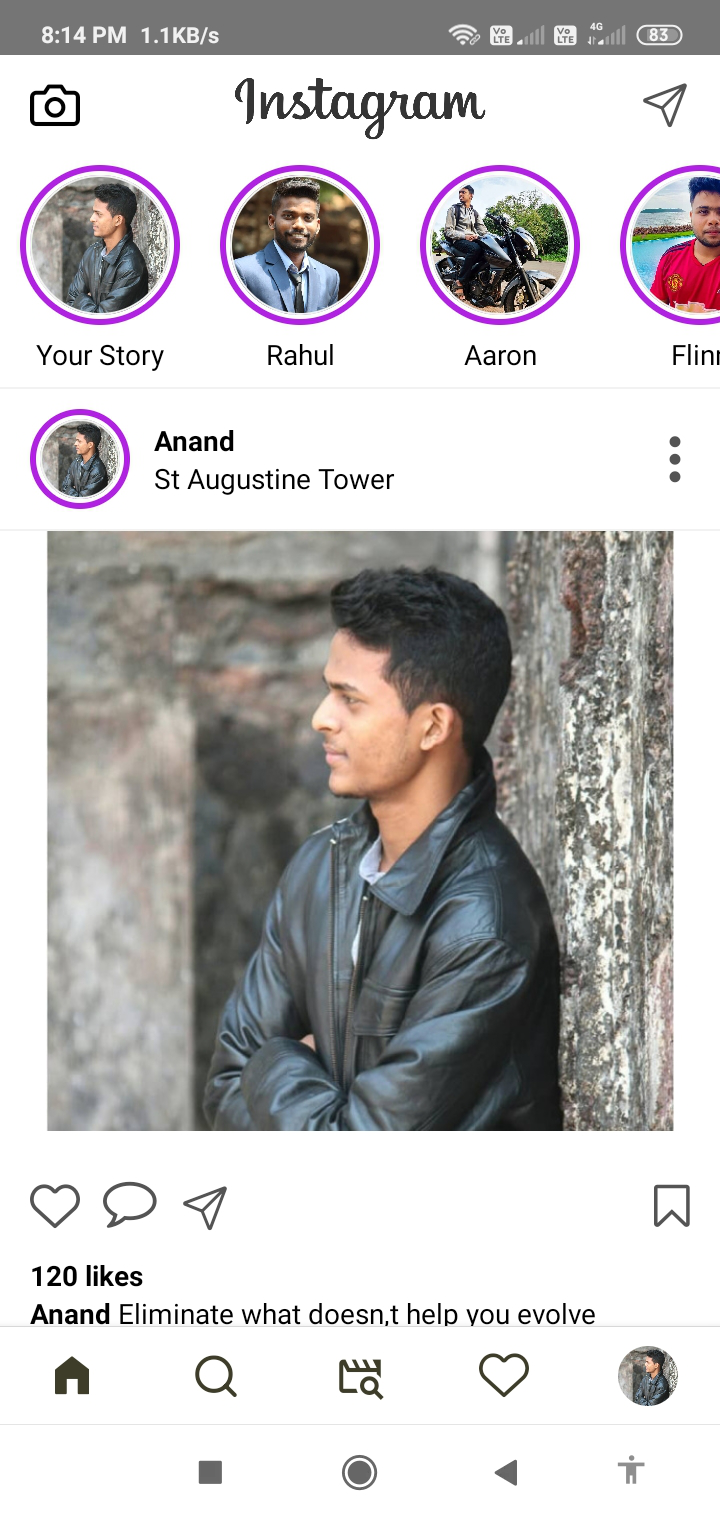 8:14 PM 1.1KB/s
Vo LTE Vo LTE 4G 83
Instagram
Your Story Rahul Aaron
Anand
St Augustine Tower
120 likes
Anand Eliminate what doesn,t help you evolve